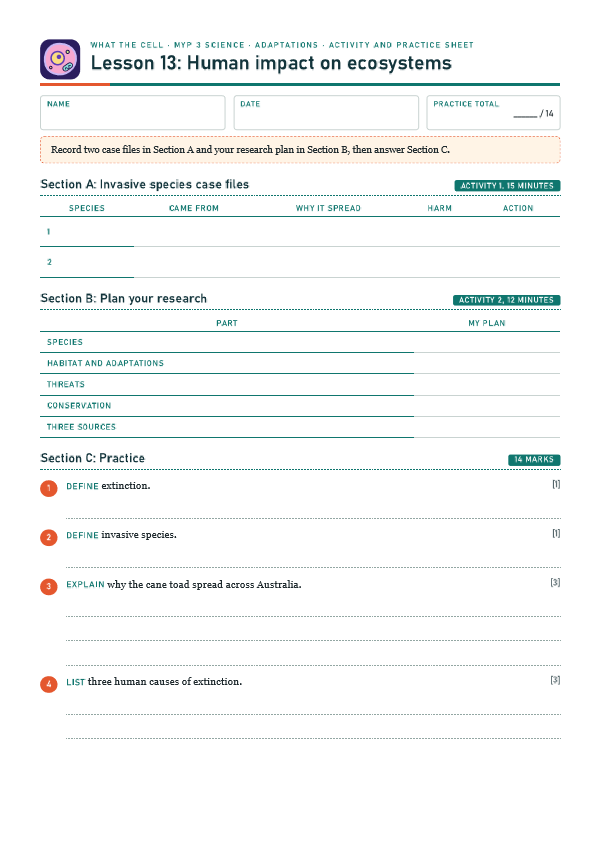 WHAT THE CELL · MYP 3 SCIENCE · ADAPTATIONS · ACTIVITY AND PRACTICE SHEET
Lesson 13: Human impact on ecosystems
NAME
DATE
PRACTICE TOTAL
_____ / 14
Record two case files in Section A and your research plan in Section B, then answer Section C.
Section A: Invasive species case files
ACTIVITY 1, 15 MINUTES
SPECIES CAME FROM WHY IT SPREAD HARM ACTION
1
2
Section B: Plan your research
ACTIVITY 2, 12 MINUTES
PART MY PLAN
SPECIES
HABITAT AND ADAPTATIONS
THREATS
CONSERVATION
THREE SOURCES
Section C: Practice
14 MARKS
1 DEFINE extinction. [1]
2 DEFINE invasive species. [1]
3 EXPLAIN why the cane toad spread across Australia. [3]
4 LIST three human causes of extinction. [3]